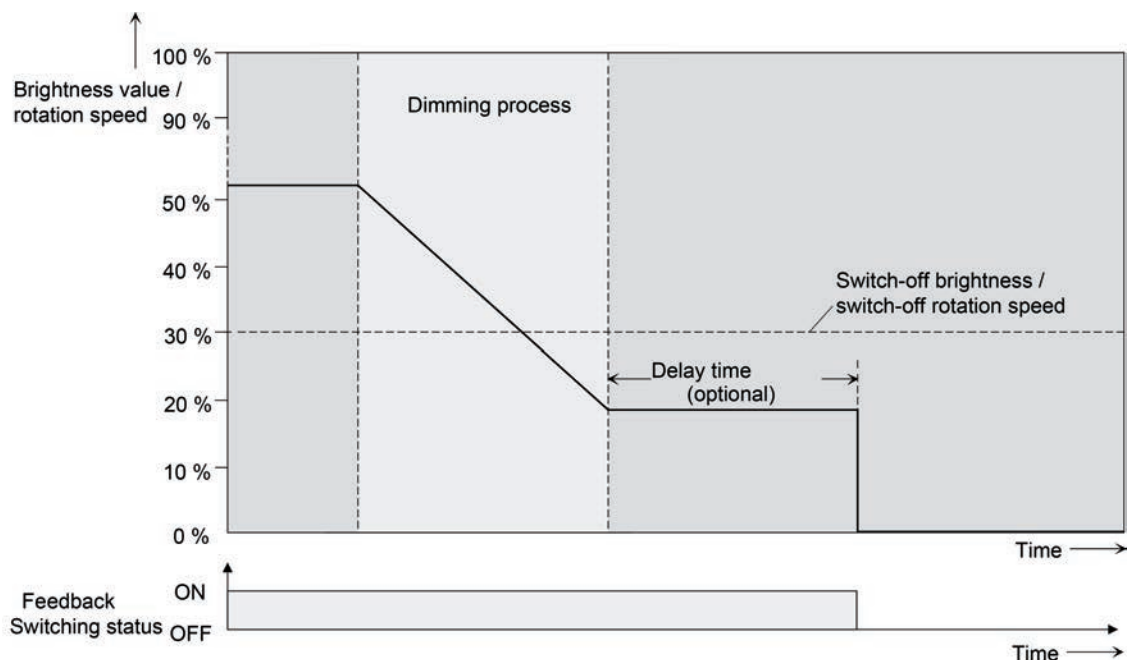 100 %
Brightness value /
rotation speed
90 %
Dimming process
50 %
40 %
Switch-off brightness /
switch-off rotation speed
30 %
Delay time
(optional)
20 %
10 %
0 %
Time
Feedback
Switching status
ON
OFF
Time